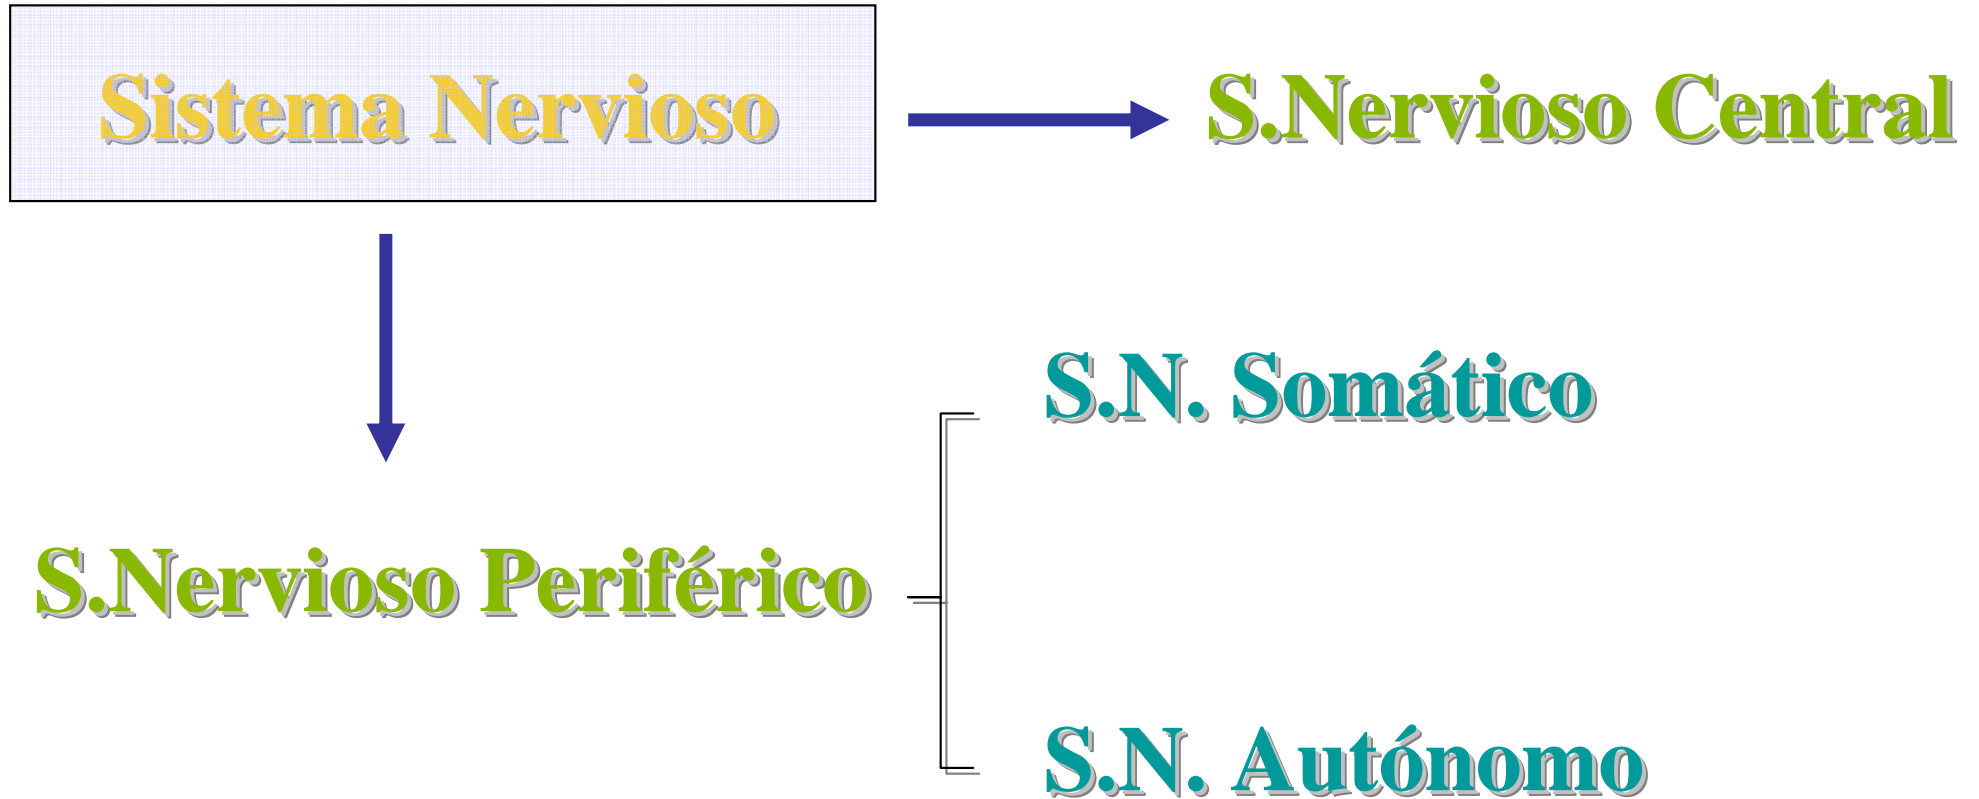 Sistema Nervioso
S.Nervioso Central
S.N. Somático
S.Nervioso Periférico
S.N. Autónomo